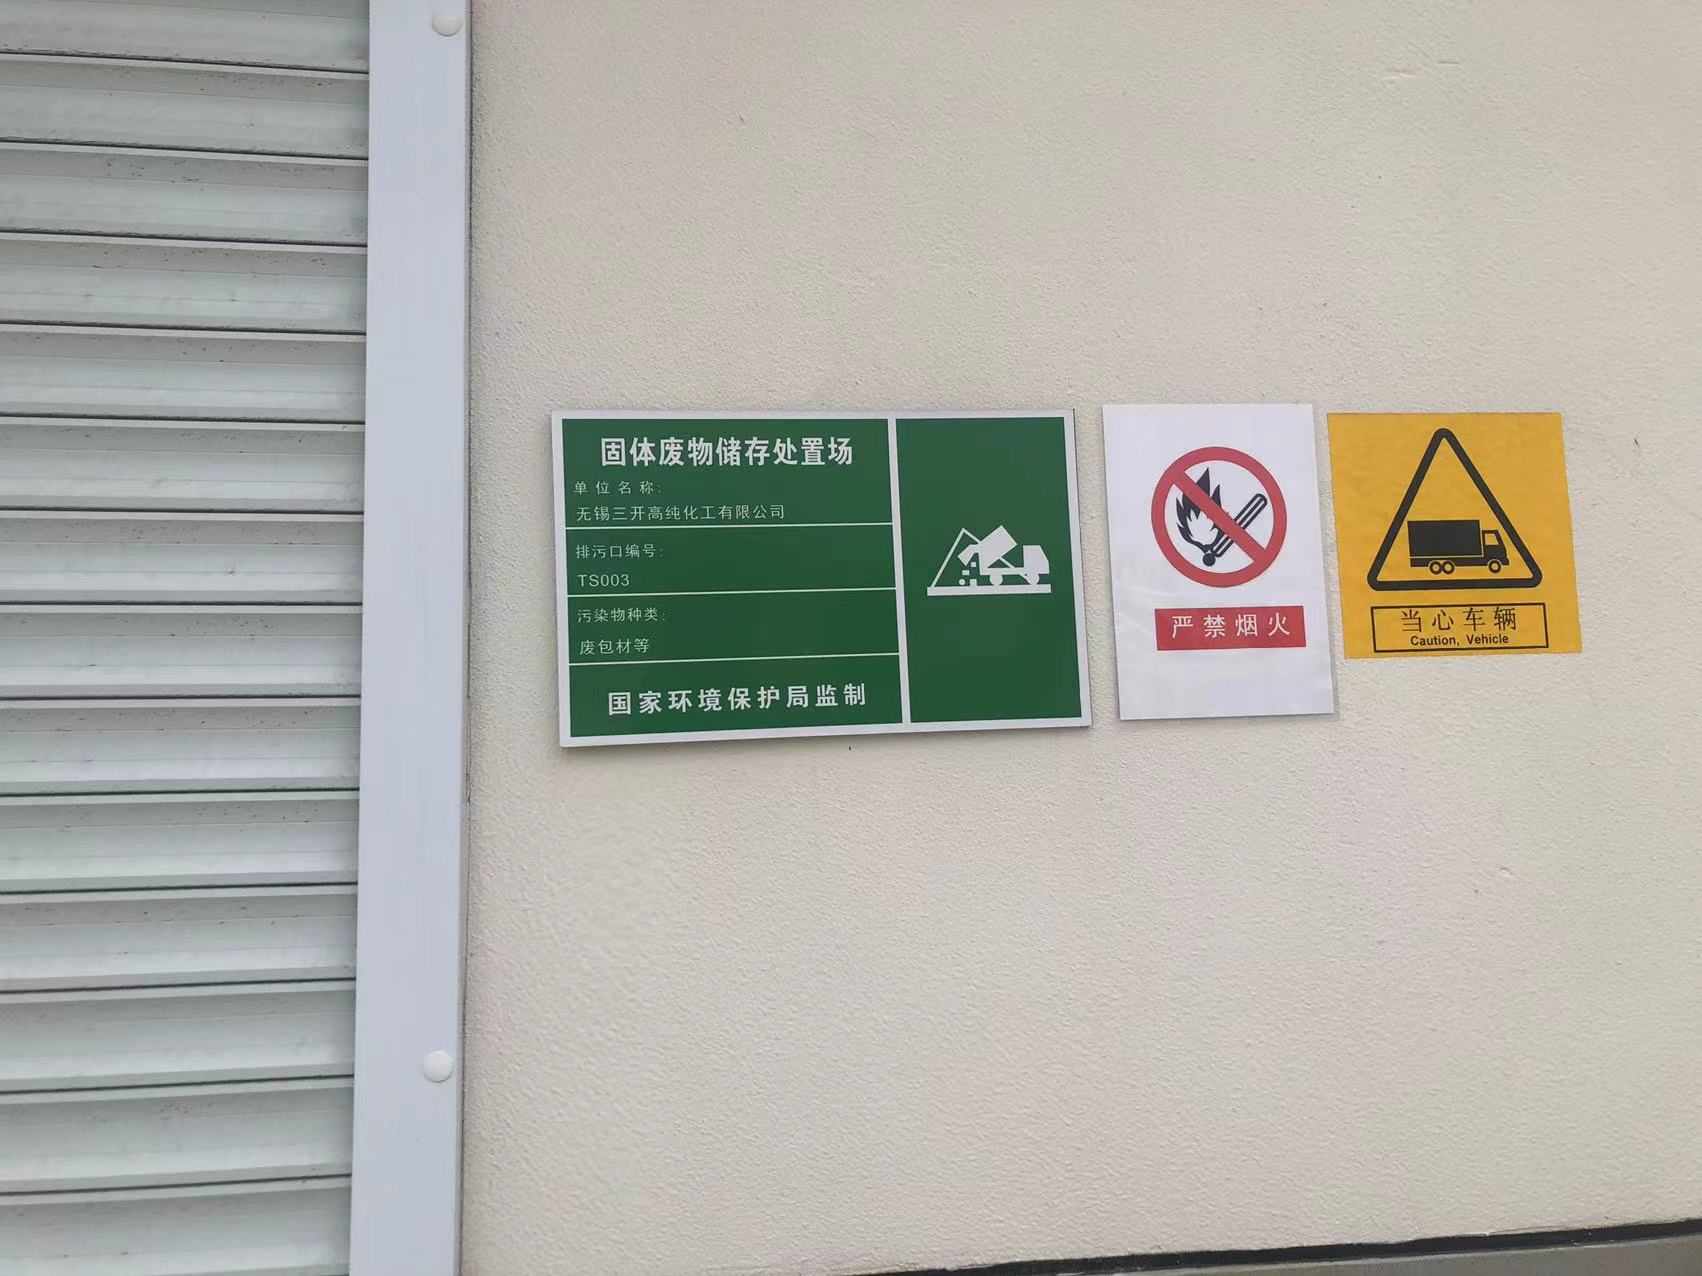 固体废物储存处置场
单位名称:
无锡三开高纯化工有限公司
排污口编号:
TS003
污染物种类:
废包材等
国家环境保护局监制
严禁烟火
当心车辆
Caution, Vehicle